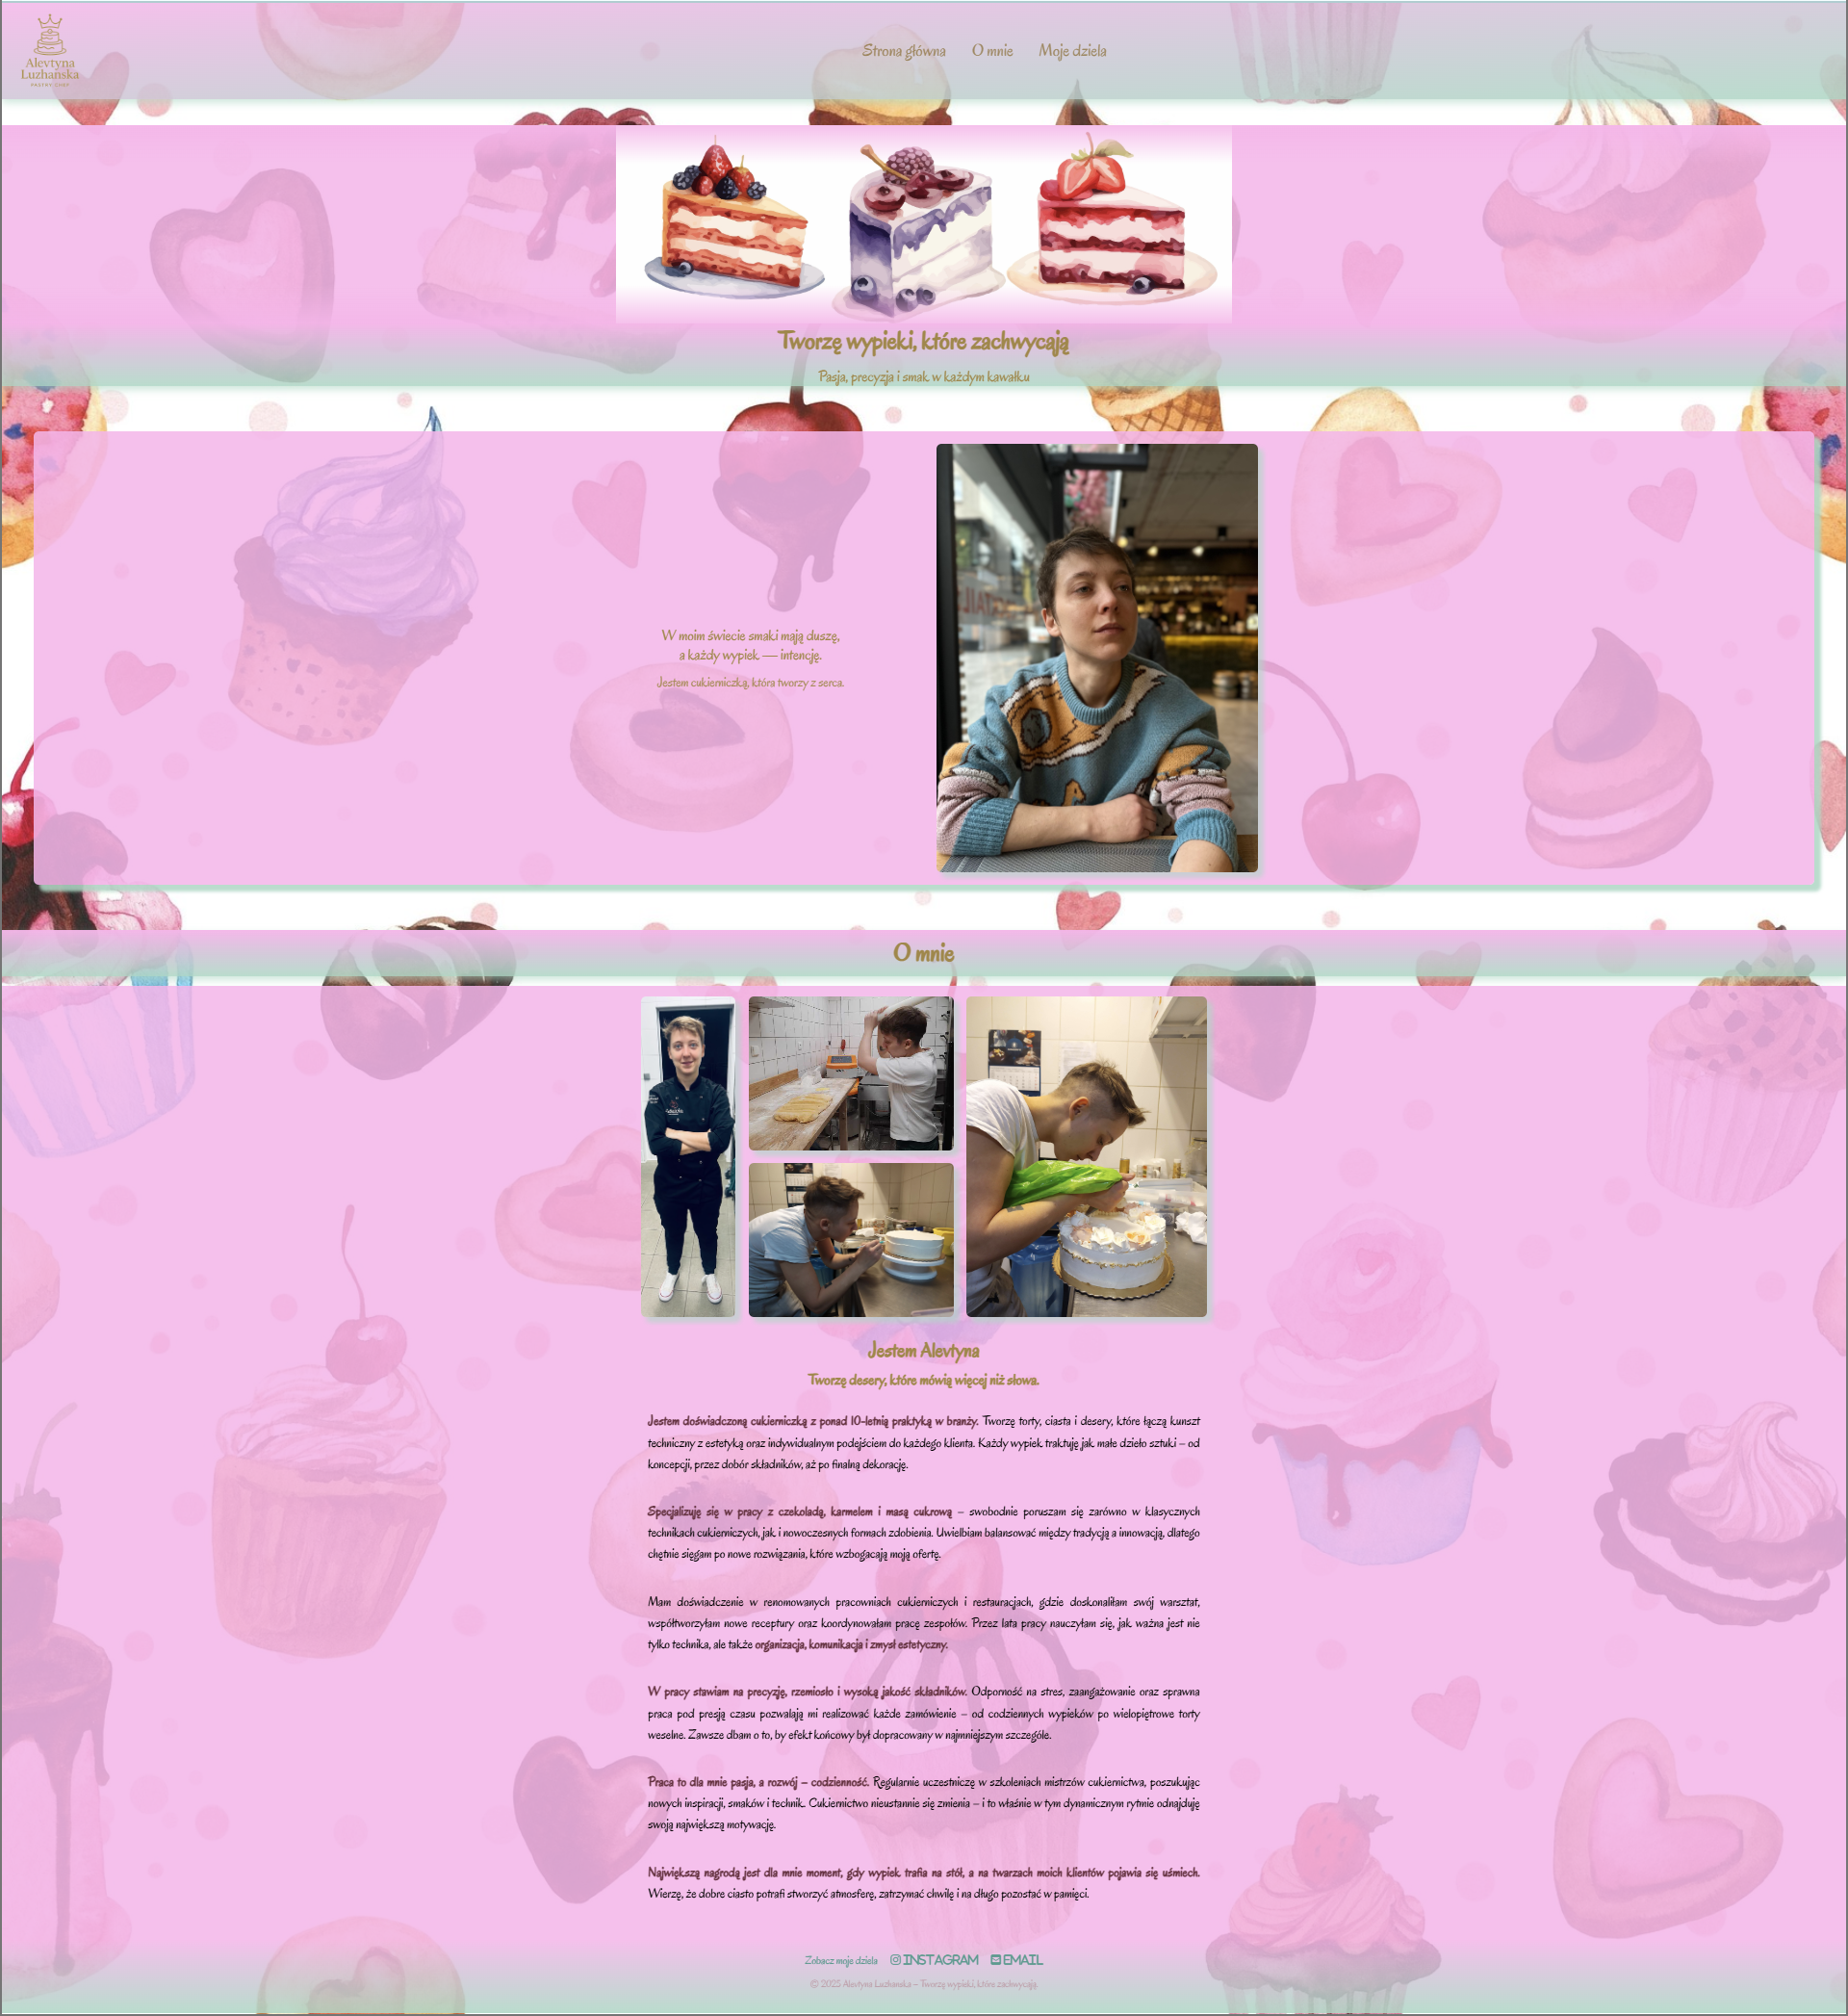 Alevtyna
Luzhanska
PASTRY CHEF
Strona główna O mnie Moje dziela
Tworzę wypieki, które zachwycają
Pasja, precyzja i smak w każdym kawałku
W moim świecie smaki mają duszę,
a każdy wypiek — intencję.
Jestem cukierniczką, która tworzy z serca.
O mnie
Jestem Alevtyna
Tworzę desery, które mówią więcej niż słowa.
Jestem doświadczoną cukierniczką z ponad 10-letnią praktyką w branży. Tworzę torty, ciasta i desery, które łączą kunszt
techniczny z estetyką oraz indywidualnym podejściem do każdego klienta. Każdy wypiek traktuję jak małe dzieło sztuki – od
koncepcji, przez dobór składników, aż po finalną dekorację.
Specjalizuję się w pracy z czekoladą, karmelem i masą cukrową – swobodnie poruszam się zarówno w klasycznych
technikach cukierniczych, jak i nowoczesnych formach zdobienia. Uwielbiam balansować między tradycją a innowacją, dlatego
chętnie sięgam po nowe rozwiązania, które wzbogacają moją ofertę.
Mam doświadczenie w renomowanych pracowniach cukierniczych i restauracjach, gdzie doskonaliłam swój warsztat,
współtworzyłam nowe receptury oraz koordynowałam pracę zespołów. Przez lata pracy nauczyłam się, jak ważna jest nie
tylko technika, ale także organizacja, komunikacja i zmysł estetyczny.
W pracy stawiam na precyzję, rzemiosło i wysoką jakość składników. Odporność na stres, zaangażowanie oraz sprawna
praca pod presją czasu pozwalają mi realizować każde zamówienie – od codziennych wypieków po wielopiętrowe torty
weselne. Zawsze dbam o to, by efekt końcowy był dopracowany w najmniejszym szczególe.
Praca to dla mnie pasja, a rozwój – codzienność. Regularnie uczestniczę w szkoleniach mistrzów cukiernictwa, poszukując
nowych inspiracji, smaków i technik. Cukiernictwo nieustannie się zmienia – i to właśnie w tym dynamicznym rytmie odnajduję
swoją największą motywację.
Największą nagrodą jest dla mnie moment, gdy wypiek trafia na stół, a na twarzach moich klientów pojawia się uśmiech.
Wierzę, że dobre ciasto potrafi stworzyć atmosferę, zatrzymać chwilę i na długo pozostać w pamięci.
Zobacz moje dziela INSTAGRAM EMAIL
© 2025 Alevtyna Luzhanska – Tworzę wypieki, które zachwycają.